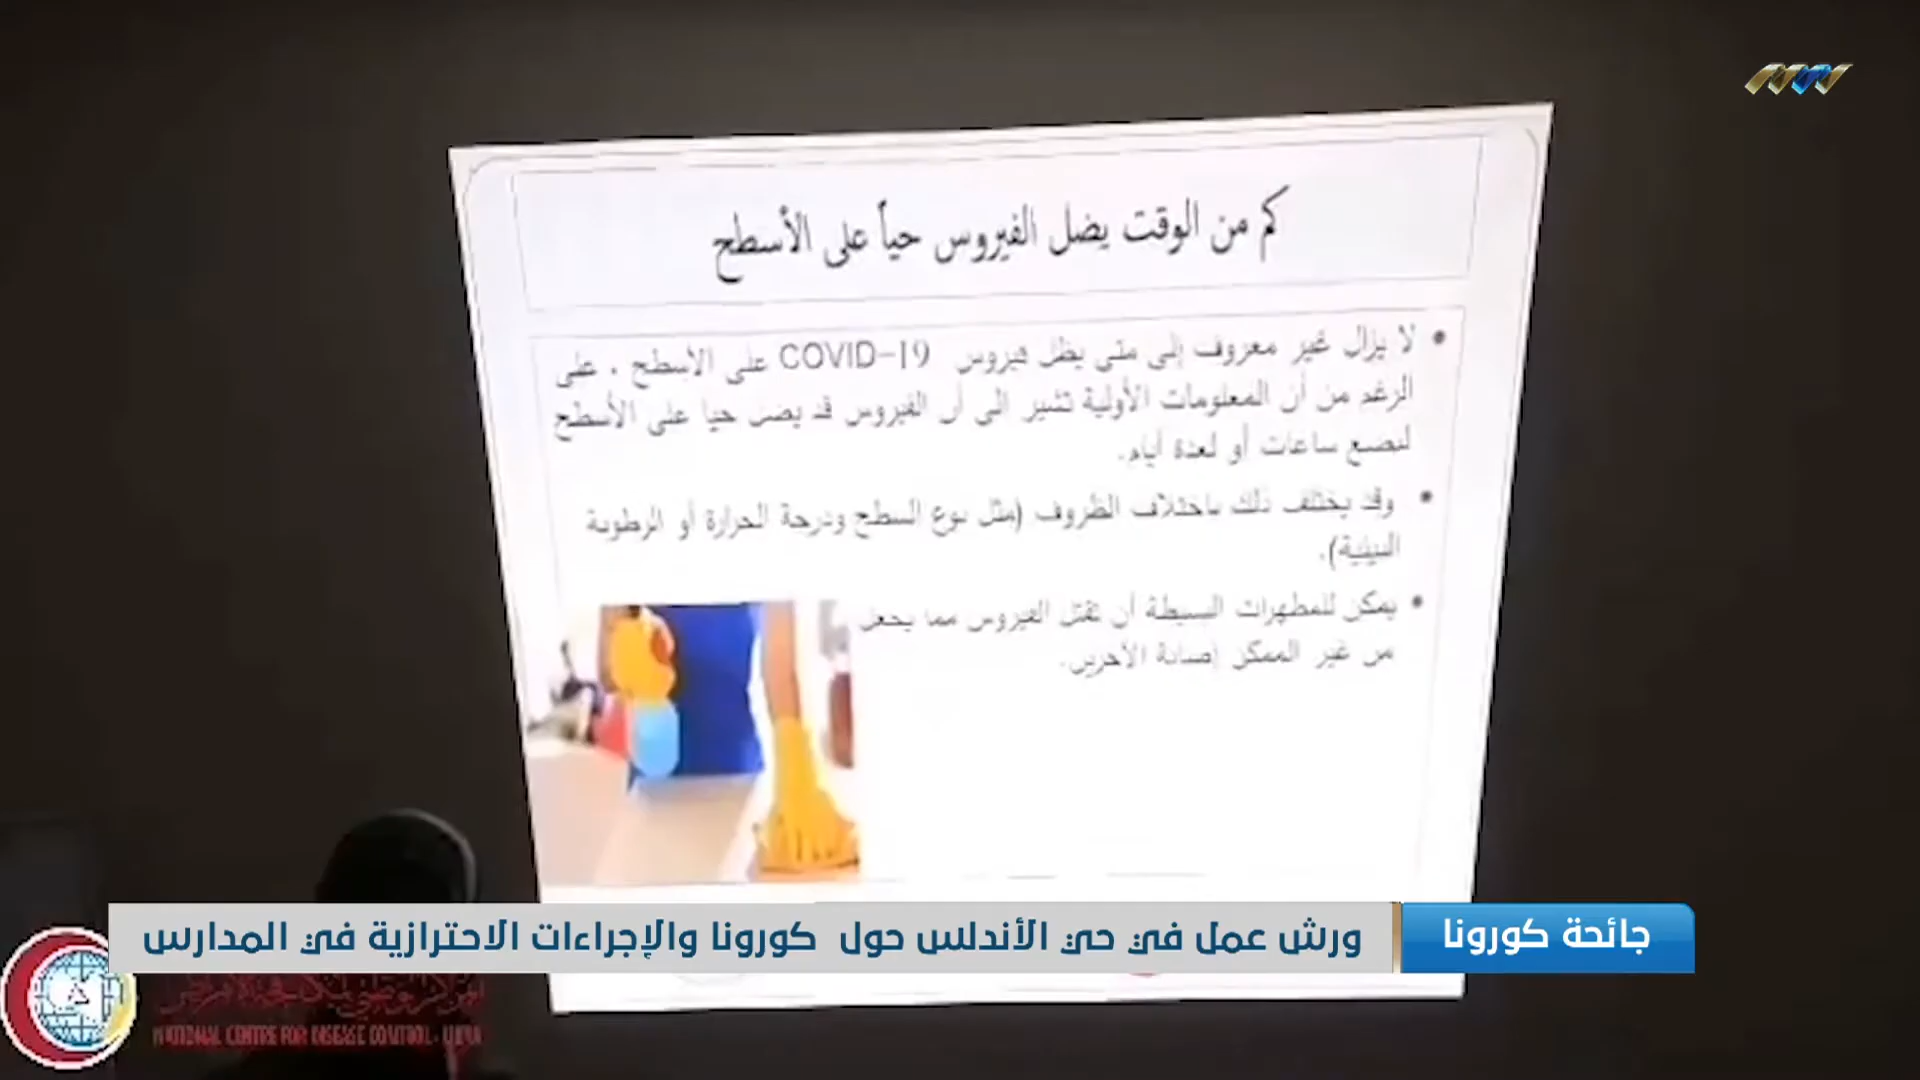 كم من الوقت يضل الفيروس حياً على الأسطح
• لا يزال غير معروف إلى متى يظل فيروس COVID-19 على الأسطح ، على
الرغم من أن المعلومات الأولية تشير الى أن الفيروس قد يضل حيا على الأسطح
لبضع ساعات أو لعدة أيام.
• وقد يختلف ذلك باختلاف الظروف (مثل نوع السطح ودرجة الحرارة أو الرطوبة
البيئية).
• يمكن للمطهرات البسيطة أن تقتل الفيروس مما يجعل
من غير الممكن إصابة الآخرين.
جائحة كورونا
ورش عمل في حي الأندلس حول كورونا والإجراءات الاحترازية في المدارس
NATIONAL CENTRE FOR DISEASE CONTROL - LIBYA